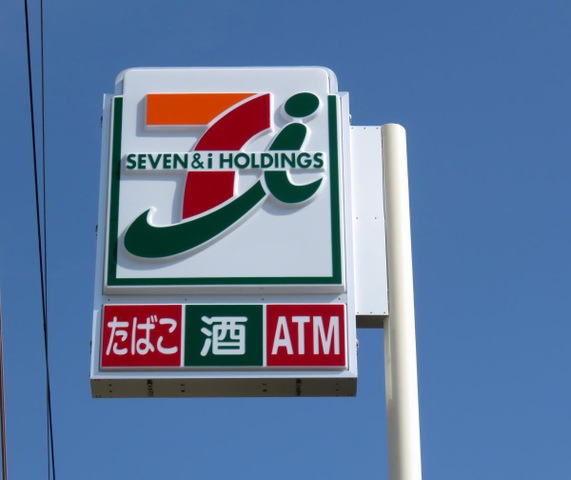 SEVEN&i HOLDINGS
たばこ 酒 ATM